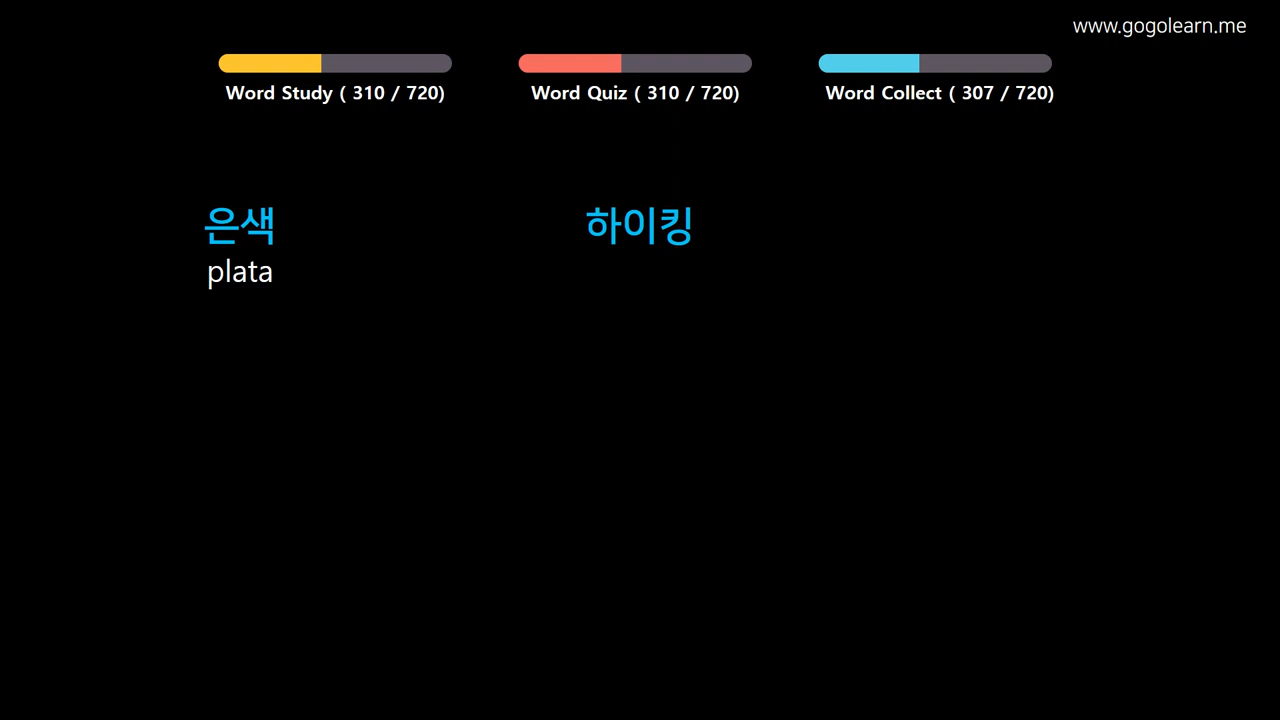 www.gogolearn.me
Word Study ( 310 / 720)
Word Quiz ( 310 / 720)
Word Collect ( 307 / 720)
은색
하이킹
plata